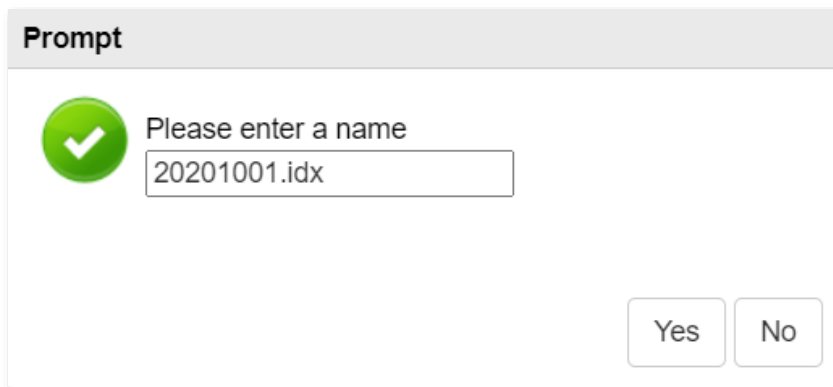 Prompt
Please enter a name
20201001.idx
Yes No